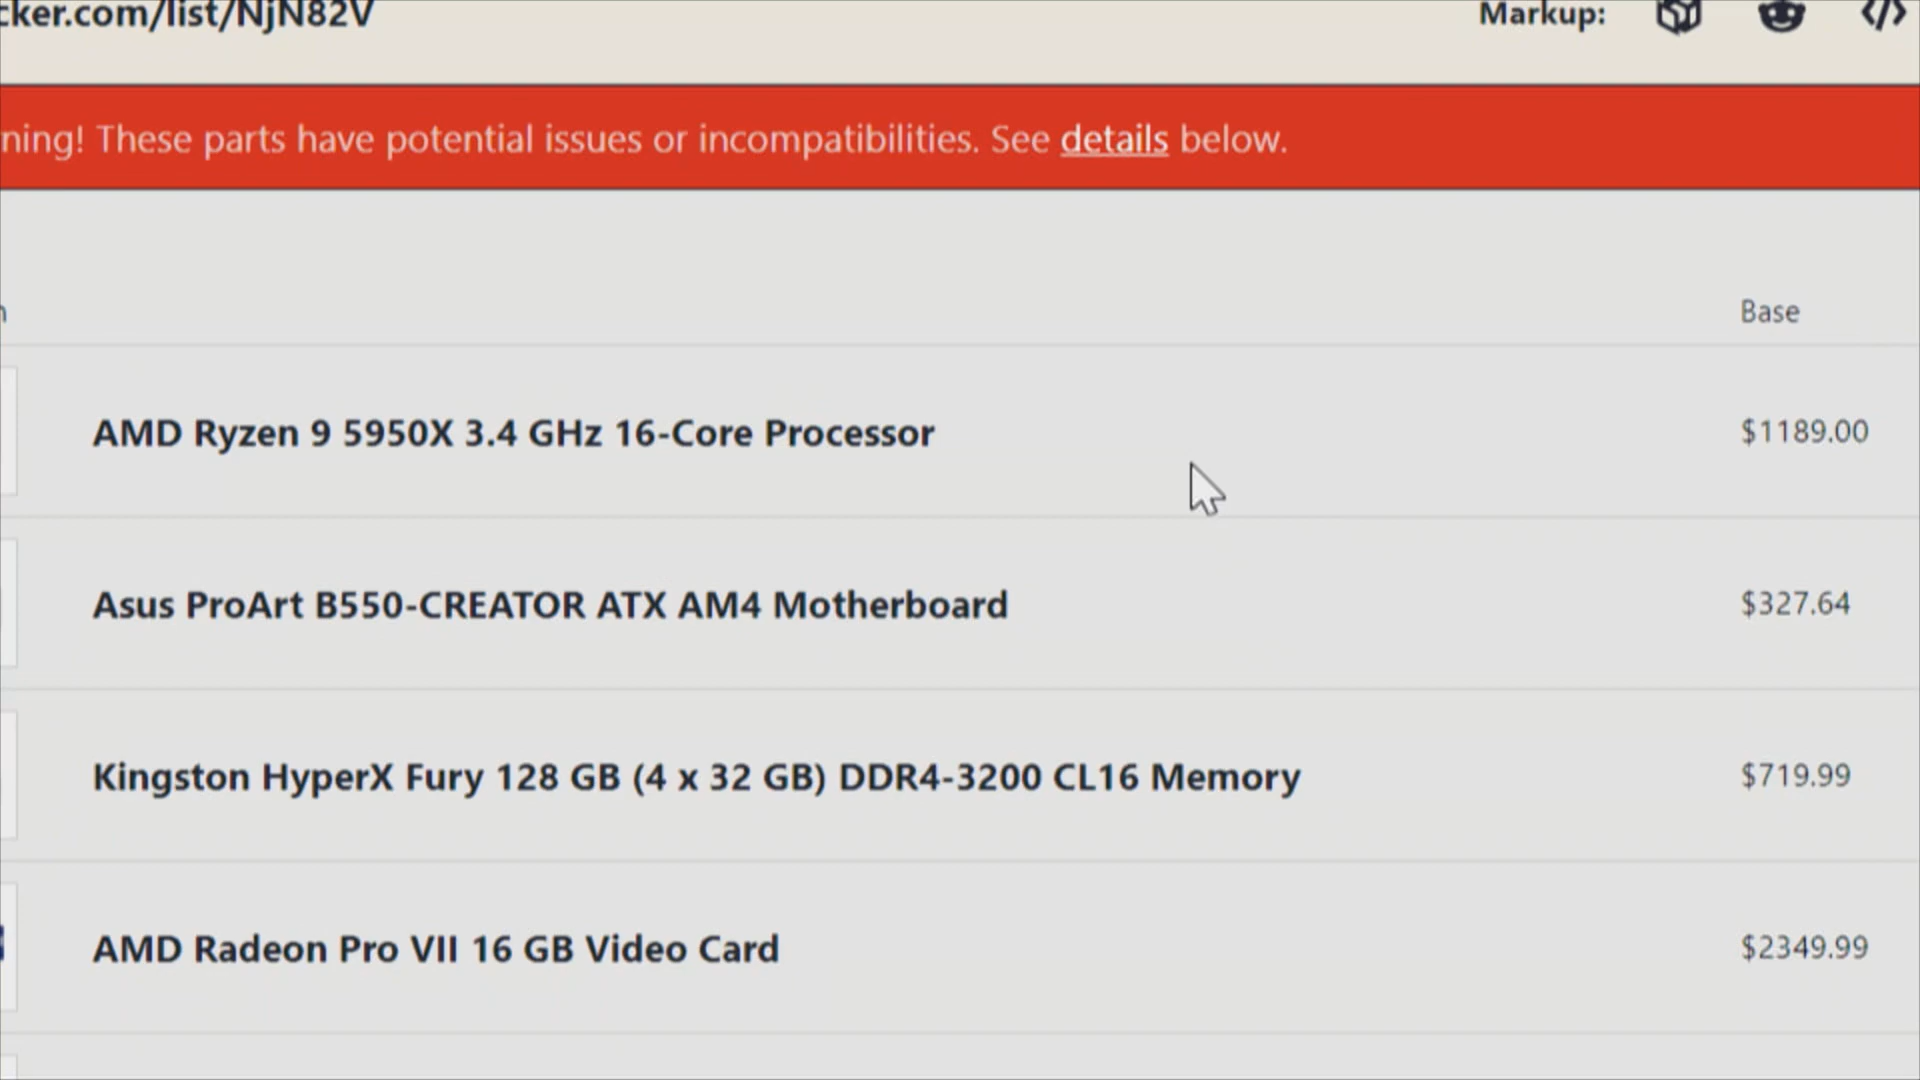 cker.com/list/NjN82V
Markup:
ning! These parts have potential issues or incompatibilities. See details below.
Base
AMD Ryzen 9 5950X 3.4 GHz 16-Core Processor
$1189.00
Asus ProArt B550-CREATOR ATX AM4 Motherboard
$327.64
Kingston HyperX Fury 128 GB (4 x 32 GB) DDR4-3200 CL16 Memory
$719.99
AMD Radeon Pro VII 16 GB Video Card
$2349.99